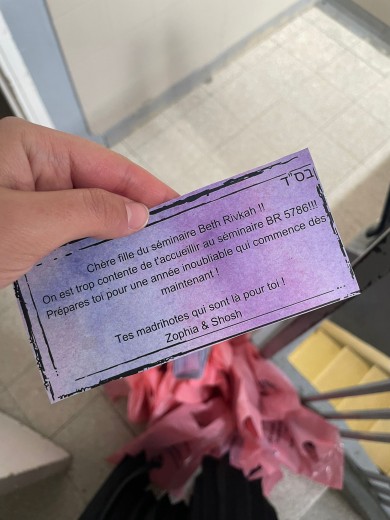 בס"ד
Chère fille du séminaire Beth Rivkah !!
On est trop contente de t'accueillir au séminaire BR 5786!!!
Prépares toi pour une année inoubliable qui commence dès
maintenant !
Tes madrihotes qui sont là pour toi !
Zophia & Shosh